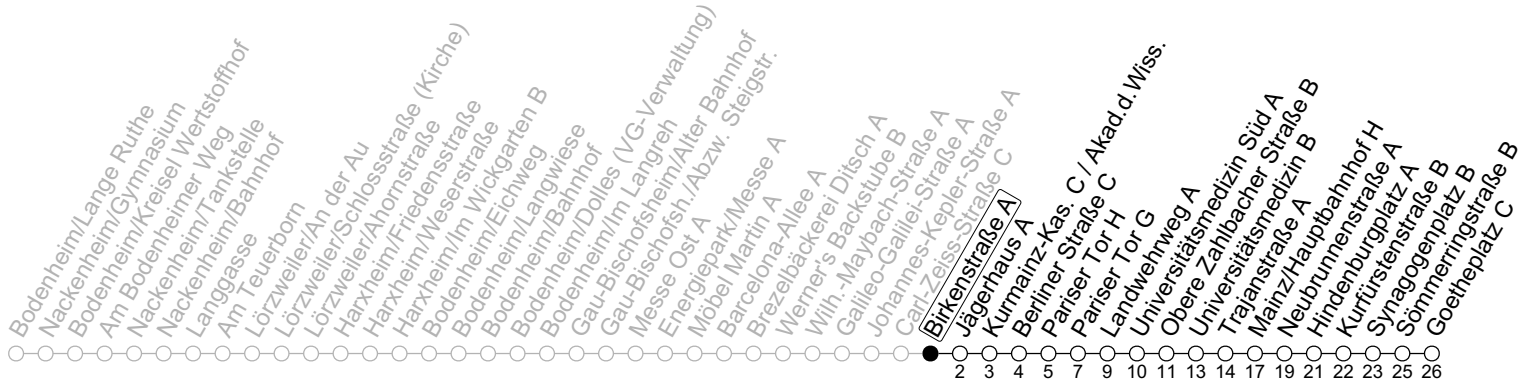 Bodenheim/Lange Ruthe
Nackenheim/Gymnasium
Bodenheim/Kreisel Wertstoffhof
Am Bodenheimer Weg
Nackenheim/Tankstelle
Nackenheim/Bahnhof
Langgasse
Am Teuerborn
Lörzweiler/An der Au
Lörzweiler/Schlossstraße (Kirche)
Lörzweiler/Ahornstraße
Harxheim/Friedensstraße
Harxheim/Weserstraße
Harxheim/Im Wickgarten B
Bodenheim/Eichweg
Bodenheim/Langwiese
Bodenheim/Bahnhof
Bodenheim/Dolles (VG-Verwaltung)
Bodenheim/Im Langreh
Gau-Bischofsheim/Alter Bahnhof
Gau-Bischofsh./Abzw. Steigstr.
Messe Ost A
Energiepark/Messe A
Möbel Martin A
Barcelona-Allee A
Brezelbäckerei Ditsch A
Werner's Backstube B
Wilh.-Maybach-Straße A
Galileo-Galilei-Straße A
Johannes-Kepler-Straße A
Carl-Zeiss-Straße C
Birkenstraße A
Jägerhaus A
Kurmainz-Kas. C / Akad.d.Wiss.
Berliner Straße C
Pariser Tor H
Pariser Tor G
Landwehrweg A
Universitätsmedizin Süd A
Obere Zahlbacher Straße B
Universitätsmedizin B
Trajanstraße A
Mainz/Hauptbahnhof H
Neubrunnenstraße A
Hindenburgplatz A
Kurfürstenstraße B
Synagogenplatz B
Sömmerringstraße B
Goetheplatz C
2 3 4 5 7 9 10 11 13 14 17 19 21 22 23 25 26